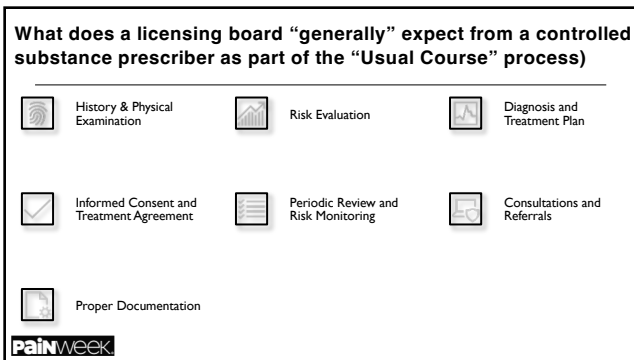 What does a licensing board “generally” expect from a controlled
substance prescriber as part of the “Usual Course” process)
History & Physical
Examination
Risk Evaluation
Diagnosis and
Treatment Plan
Informed Consent and
Treatment Agreement
Periodic Review and
Risk Monitoring
Consultations and
Referrals
Proper Documentation
PaiNWEEK.